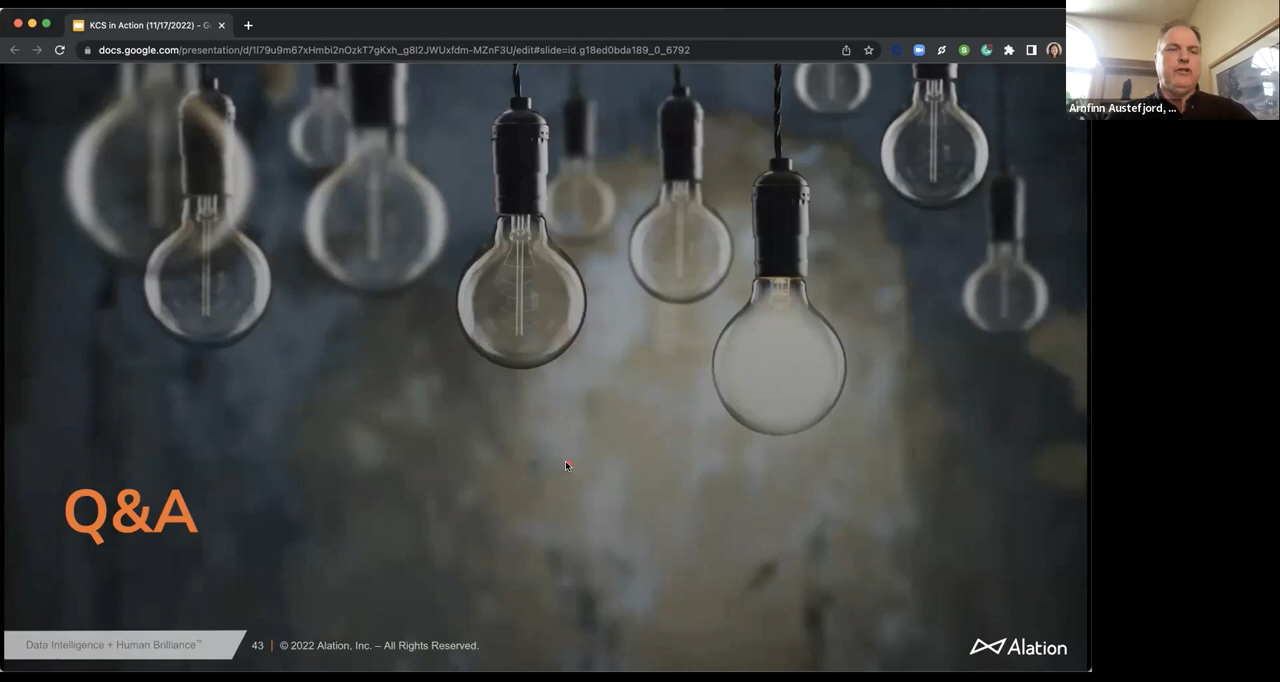 KCS in Action (11/17/2022) - G
docs.google.com/presentation/d/1I79u9m67xHmbi2nOzkT7gKxh_g8I2JWUxfdm-MZnF3U/edit#slide=id.g18ed0bda189_0_6792
Arnfinn Austefjord, ...
Q&A
Data Intelligence + Human Brilliance™
43 | © 2022 Alation, Inc. – All Rights Reserved.
Alation